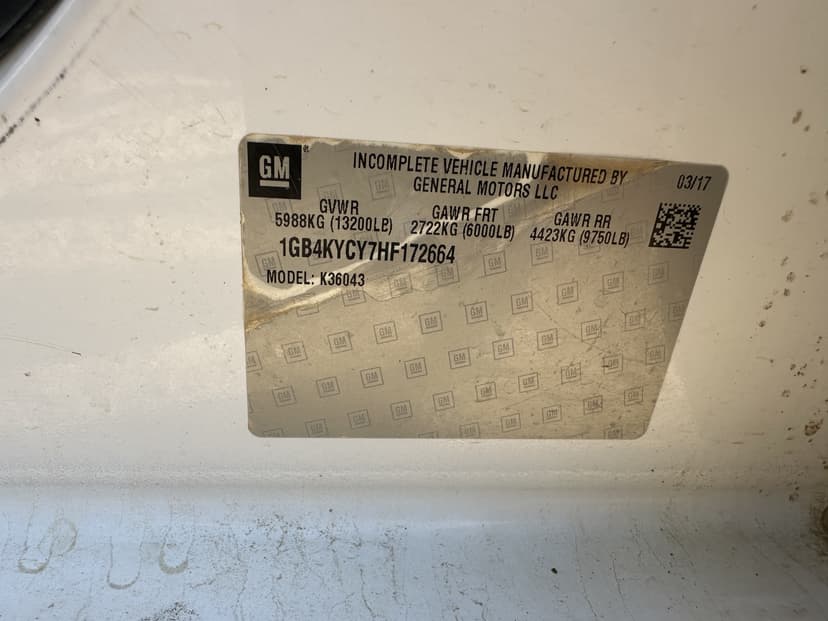 GM
INCOMPLETE VEHICLE MANUFACTURED BY
GENERAL MOTORS LLC
03/17
GVWR GAWR FRT GAWR RR
5988KG (13200LB) 2722KG (6000LB) 4423KG (9750LB)
1GB4KYCY7HF172664
MODEL: K36043